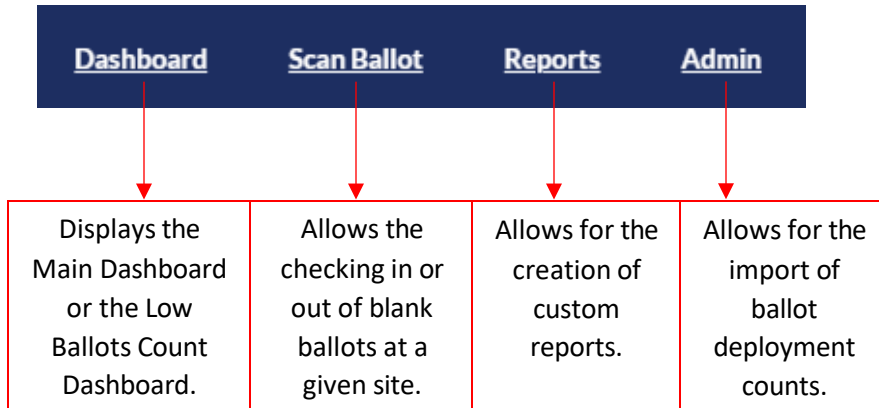 Dashboard Scan Ballot Reports Admin
Displays the
Main Dashboard
or the Low
Ballots Count
Dashboard.
Allows the
checking in or
out of blank
ballots at a
given site.
Allows for the
creation of
custom
reports.
Allows for the
import of
ballot
deployment
counts.